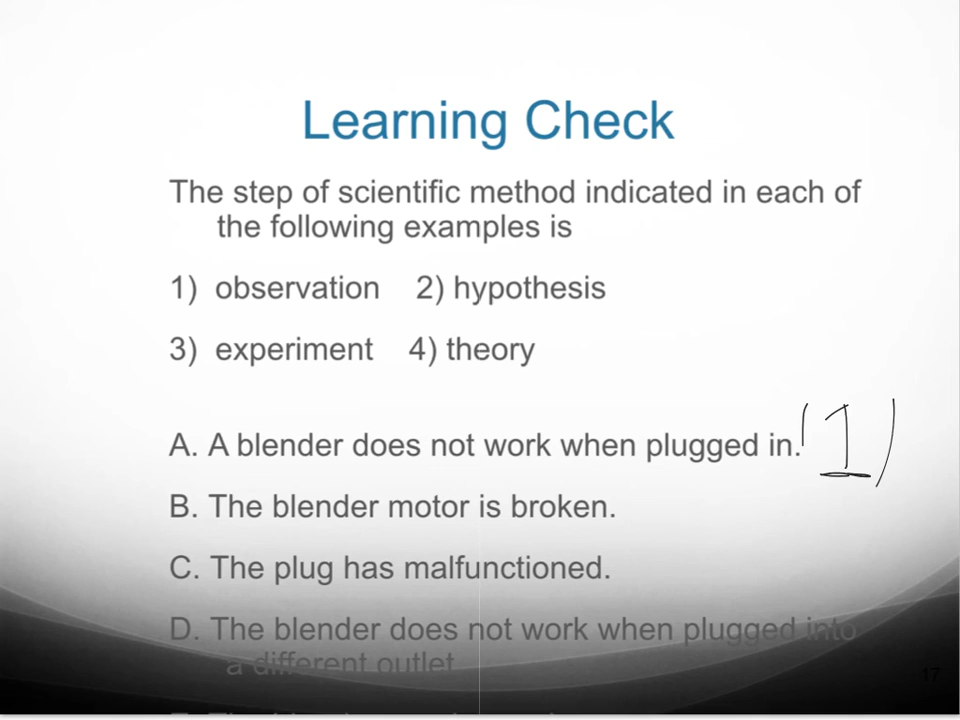 Learning Check
The step of scientific method indicated in each of
the following examples is
1) observation 2) hypothesis
3) experiment 4) theory
A. A blender does not work when plugged in. (1)
B. The blender motor is broken.
C. The plug has malfunctioned.
D. The blender does not work when plugged into
a different outlet
17